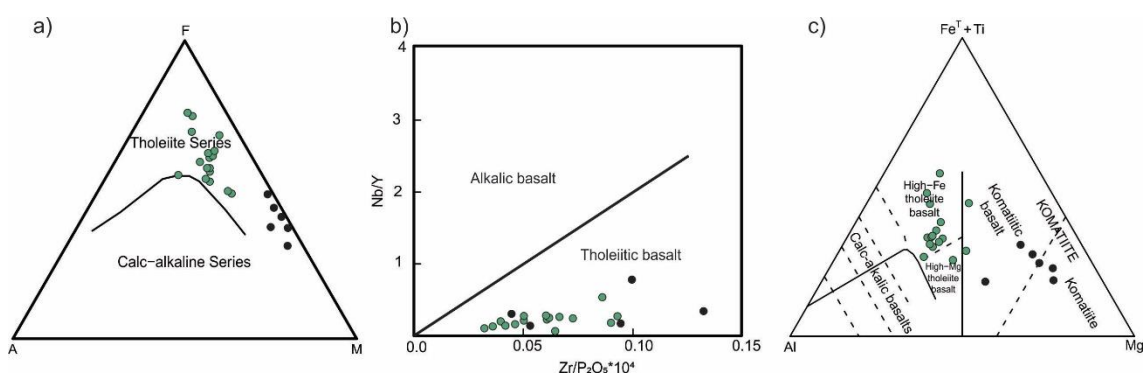 a)
F
Tholeiite Series
Calc-alkaline Series
A
M
b)
4
3
2
1
0
0.0
0.05
0.10
0.15
Nb/Y
Alkalic basalt
Tholeiitic basalt
Zr/P₂O₅*10⁴
c)
Feᵀ + Ti
High-Fe
tholeiite
basalt
High-Mg
tholeiite
basalt
Calc-alkalic basalts
Komatiitic
basalt
KOMATIITE
Komatiite
Al
Mg